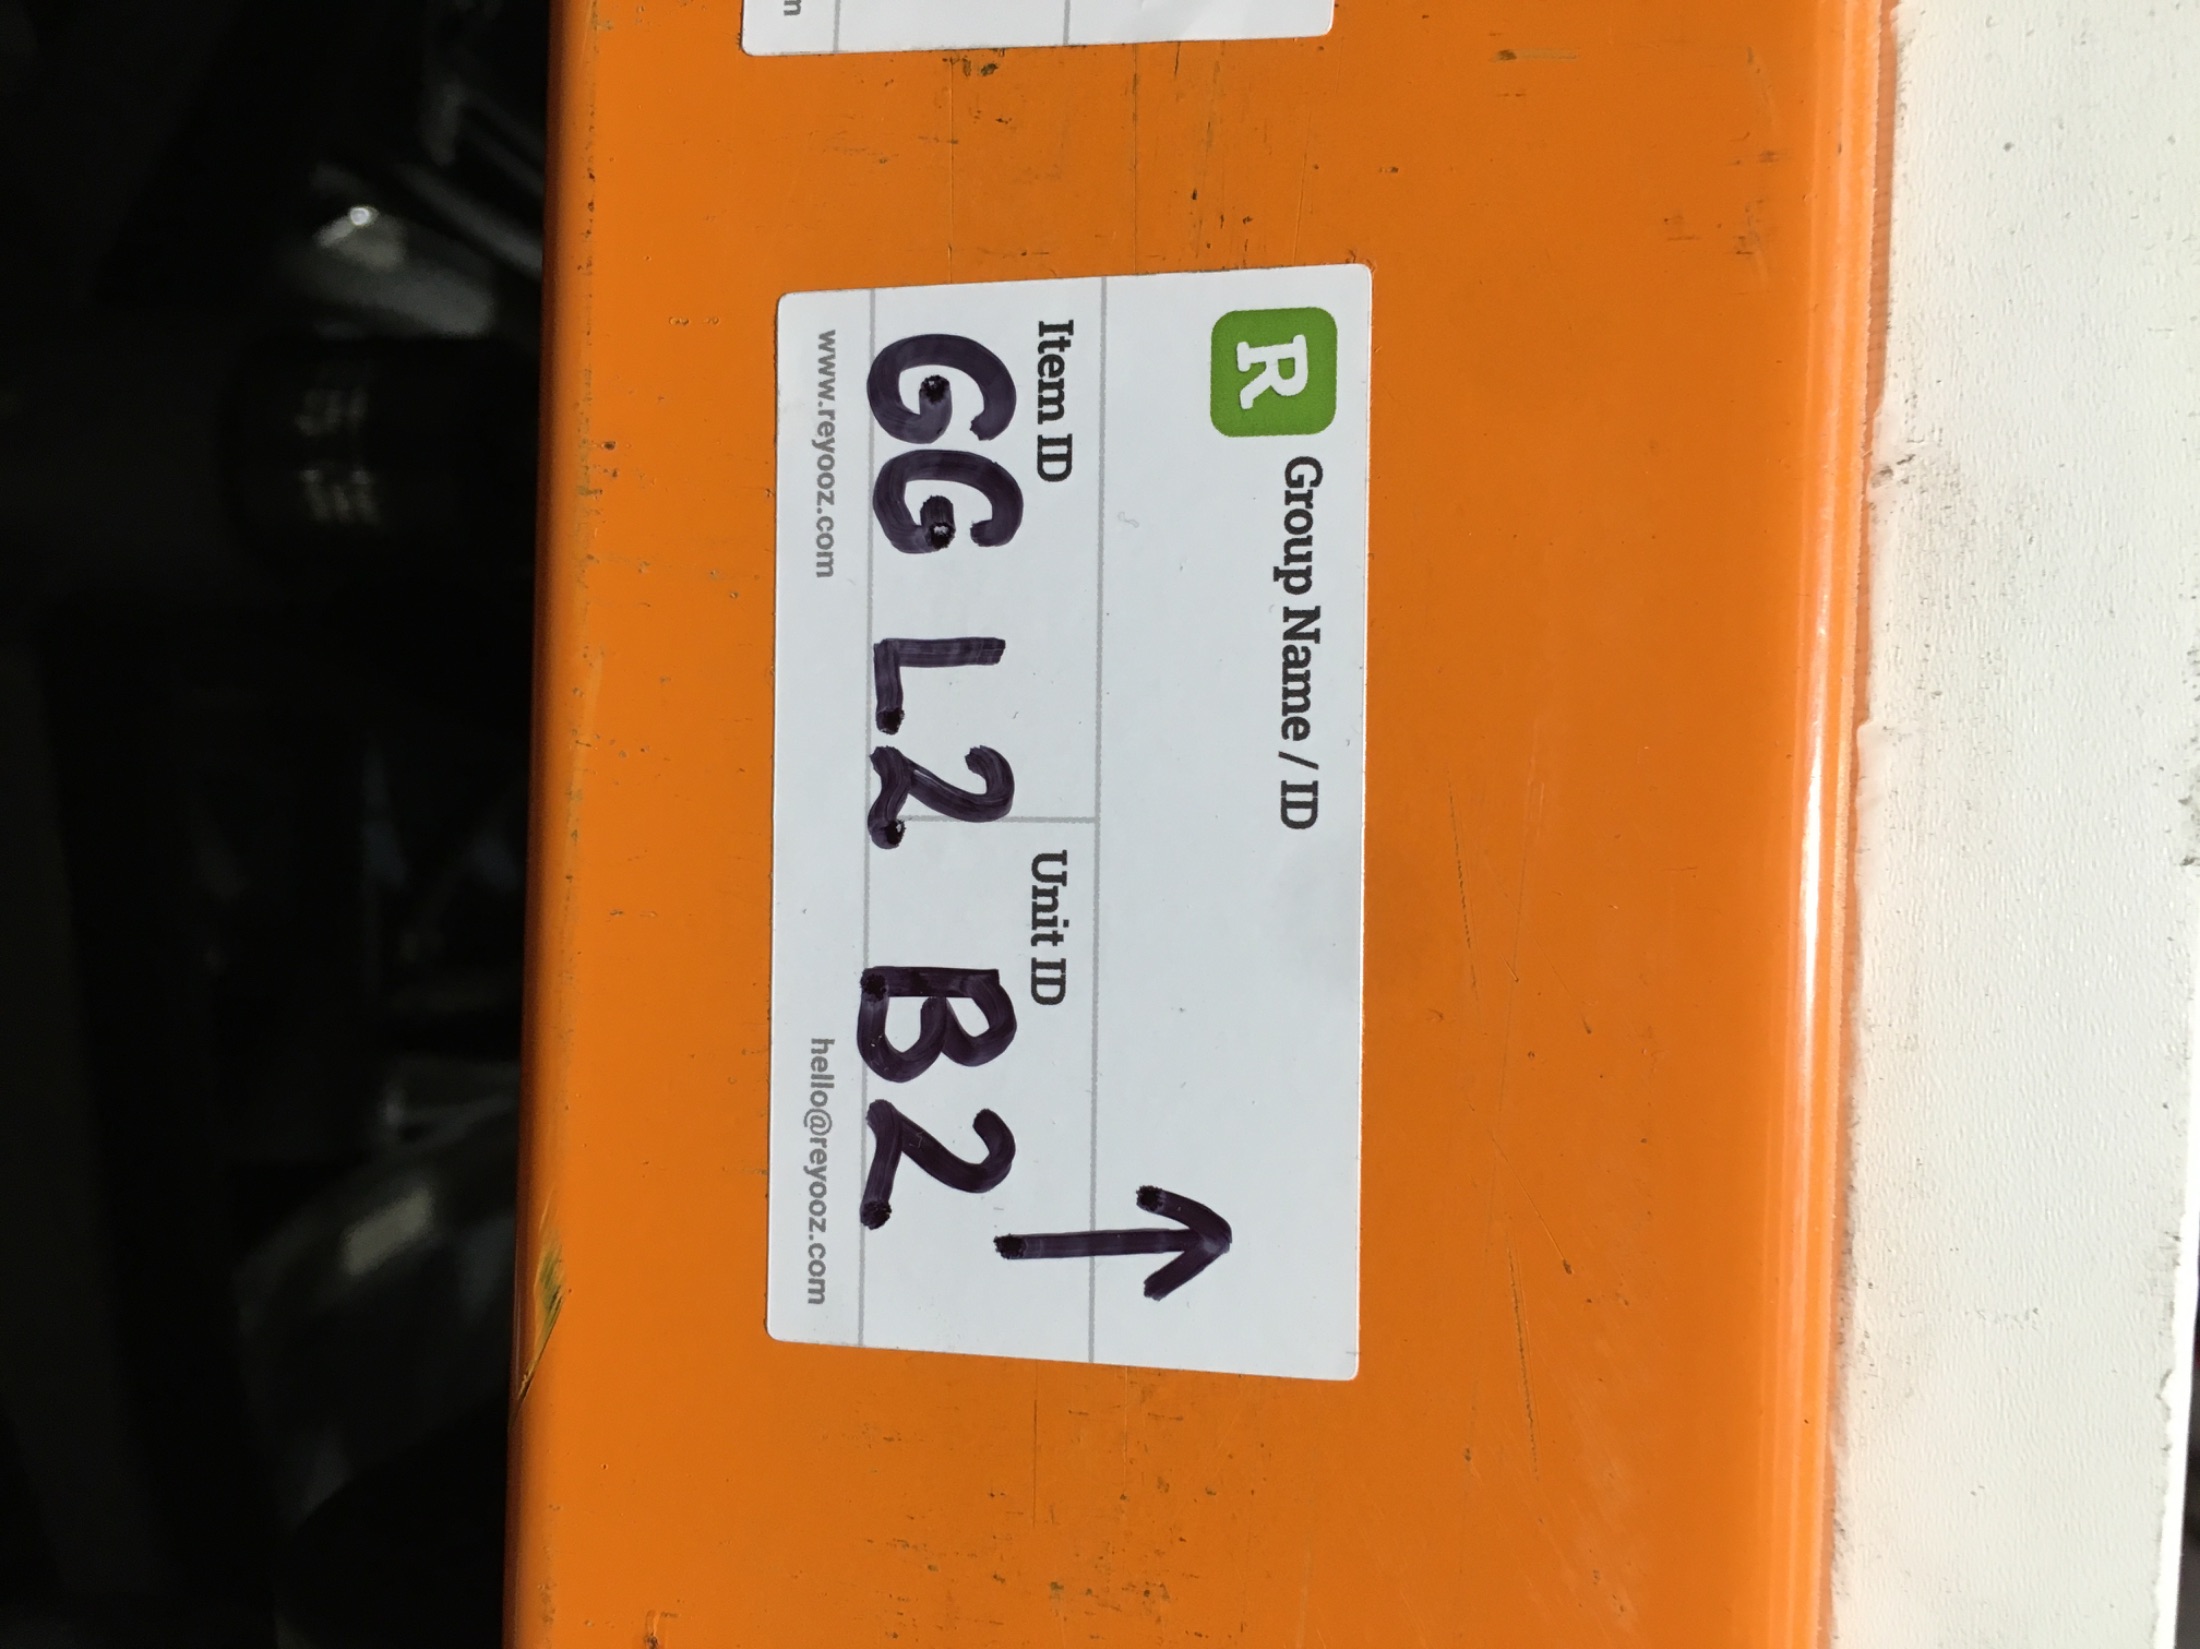 R Group Name / ID
Item ID Unit ID
GG L2 B2 ↑
www.reyooz.com hello@reyooz.com
m